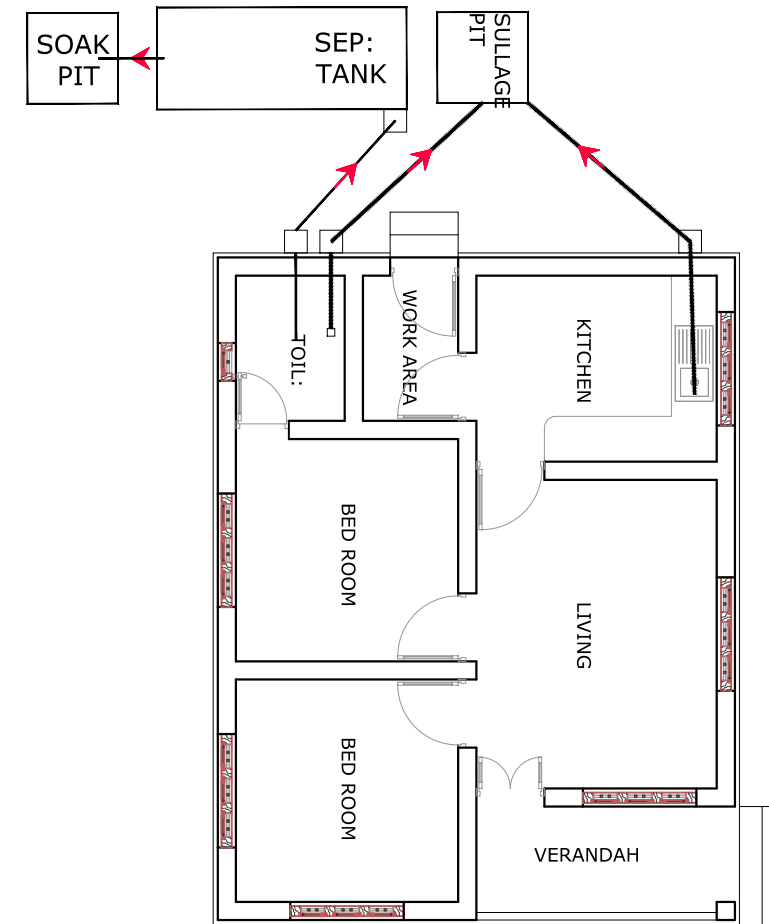 SOAK
PIT
SEP:
TANK
SULLAGE
PIT
TOIL:
WORK AREA
KITCHEN
BED ROOM
LIVING
BED ROOM
VERANDAH